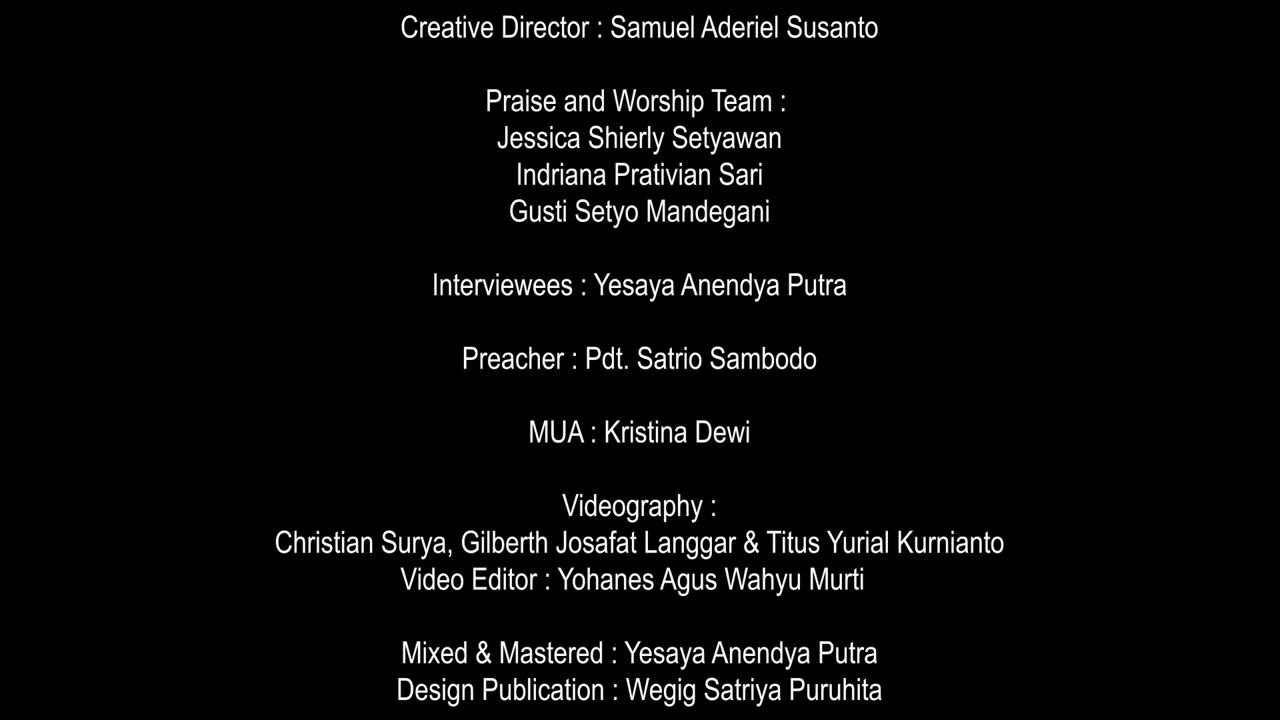 Creative Director : Samuel Aderiel Susanto
Praise and Worship Team :
Jessica Shierly Setyawan
Indriana Prativian Sari
Gusti Setyo Mandegani
Interviewees : Yesaya Anendya Putra
Preacher : Pdt. Satrio Sambodo
MUA : Kristina Dewi
Videography :
Christian Surya, Gilberth Josafat Langgar & Titus Yurial Kurnianto
Video Editor : Yohanes Agus Wahyu Murti
Mixed & Mastered : Yesaya Anendya Putra
Design Publication : Wegig Satriya Puruhita